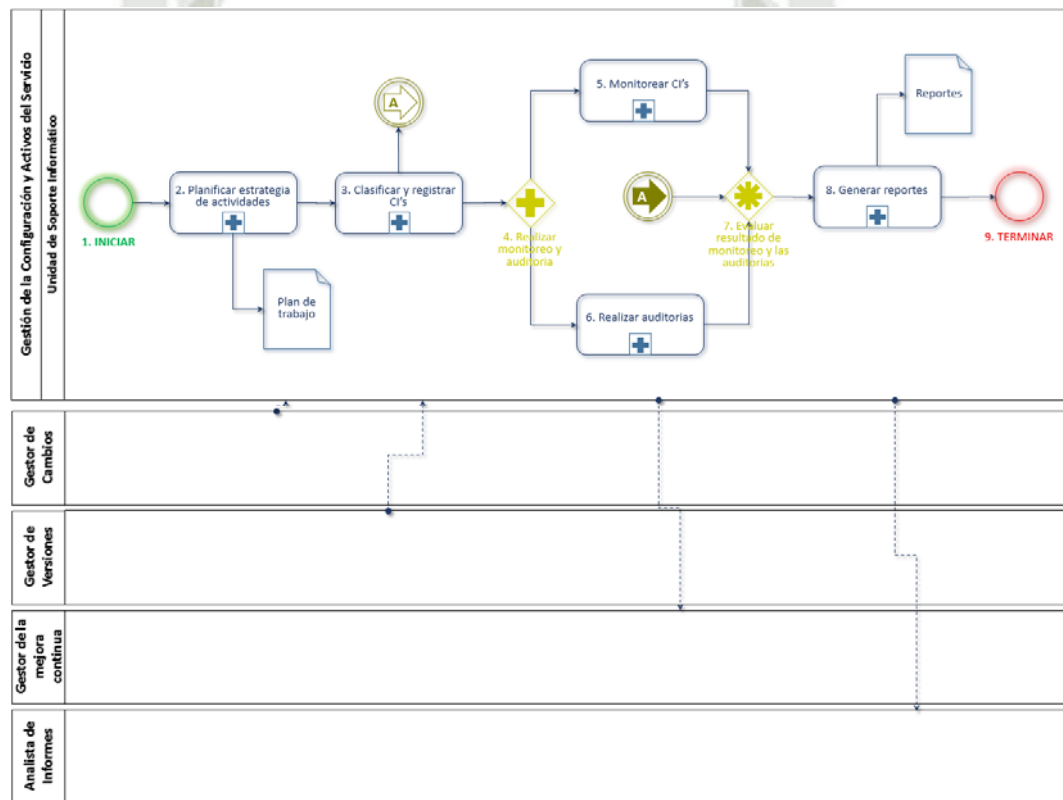 Gestión de la Configuración y Activos del Servicio
Unidad de Soporte Informático
1. INICIAR
2. Planificar estrategia
de actividades
Plan de
trabajo
A
3. Clasificar y registrar
CI's
4. Realizar
monitoreo y
auditoria
5. Monitorear CI's
A
6. Realizar auditorias
7. Evaluar
resultado de
monitoreo y las
auditorias
8. Generar reportes
Reportes
9. TERMINAR
Gestor de
Cambios
Gestor de
Versiones
Gestor de la
mejora
continua
Analista de
Informes